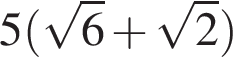 5(√6 + √2)